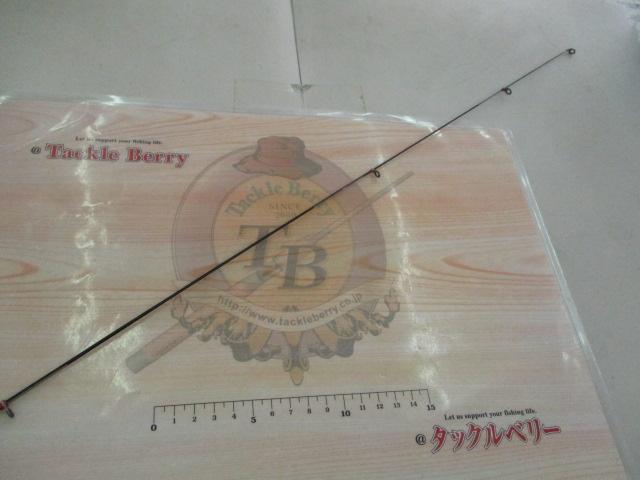 Let us support your fishing life.
@ Tackle Berry
Tackle Berry
SINCE
TB
http://www.tackleberry.co.jp
0 1 2 3 4 5 6 7 8 9 10 11 12 13 14 15
Let us support your fishing life.
@ タックルベリー